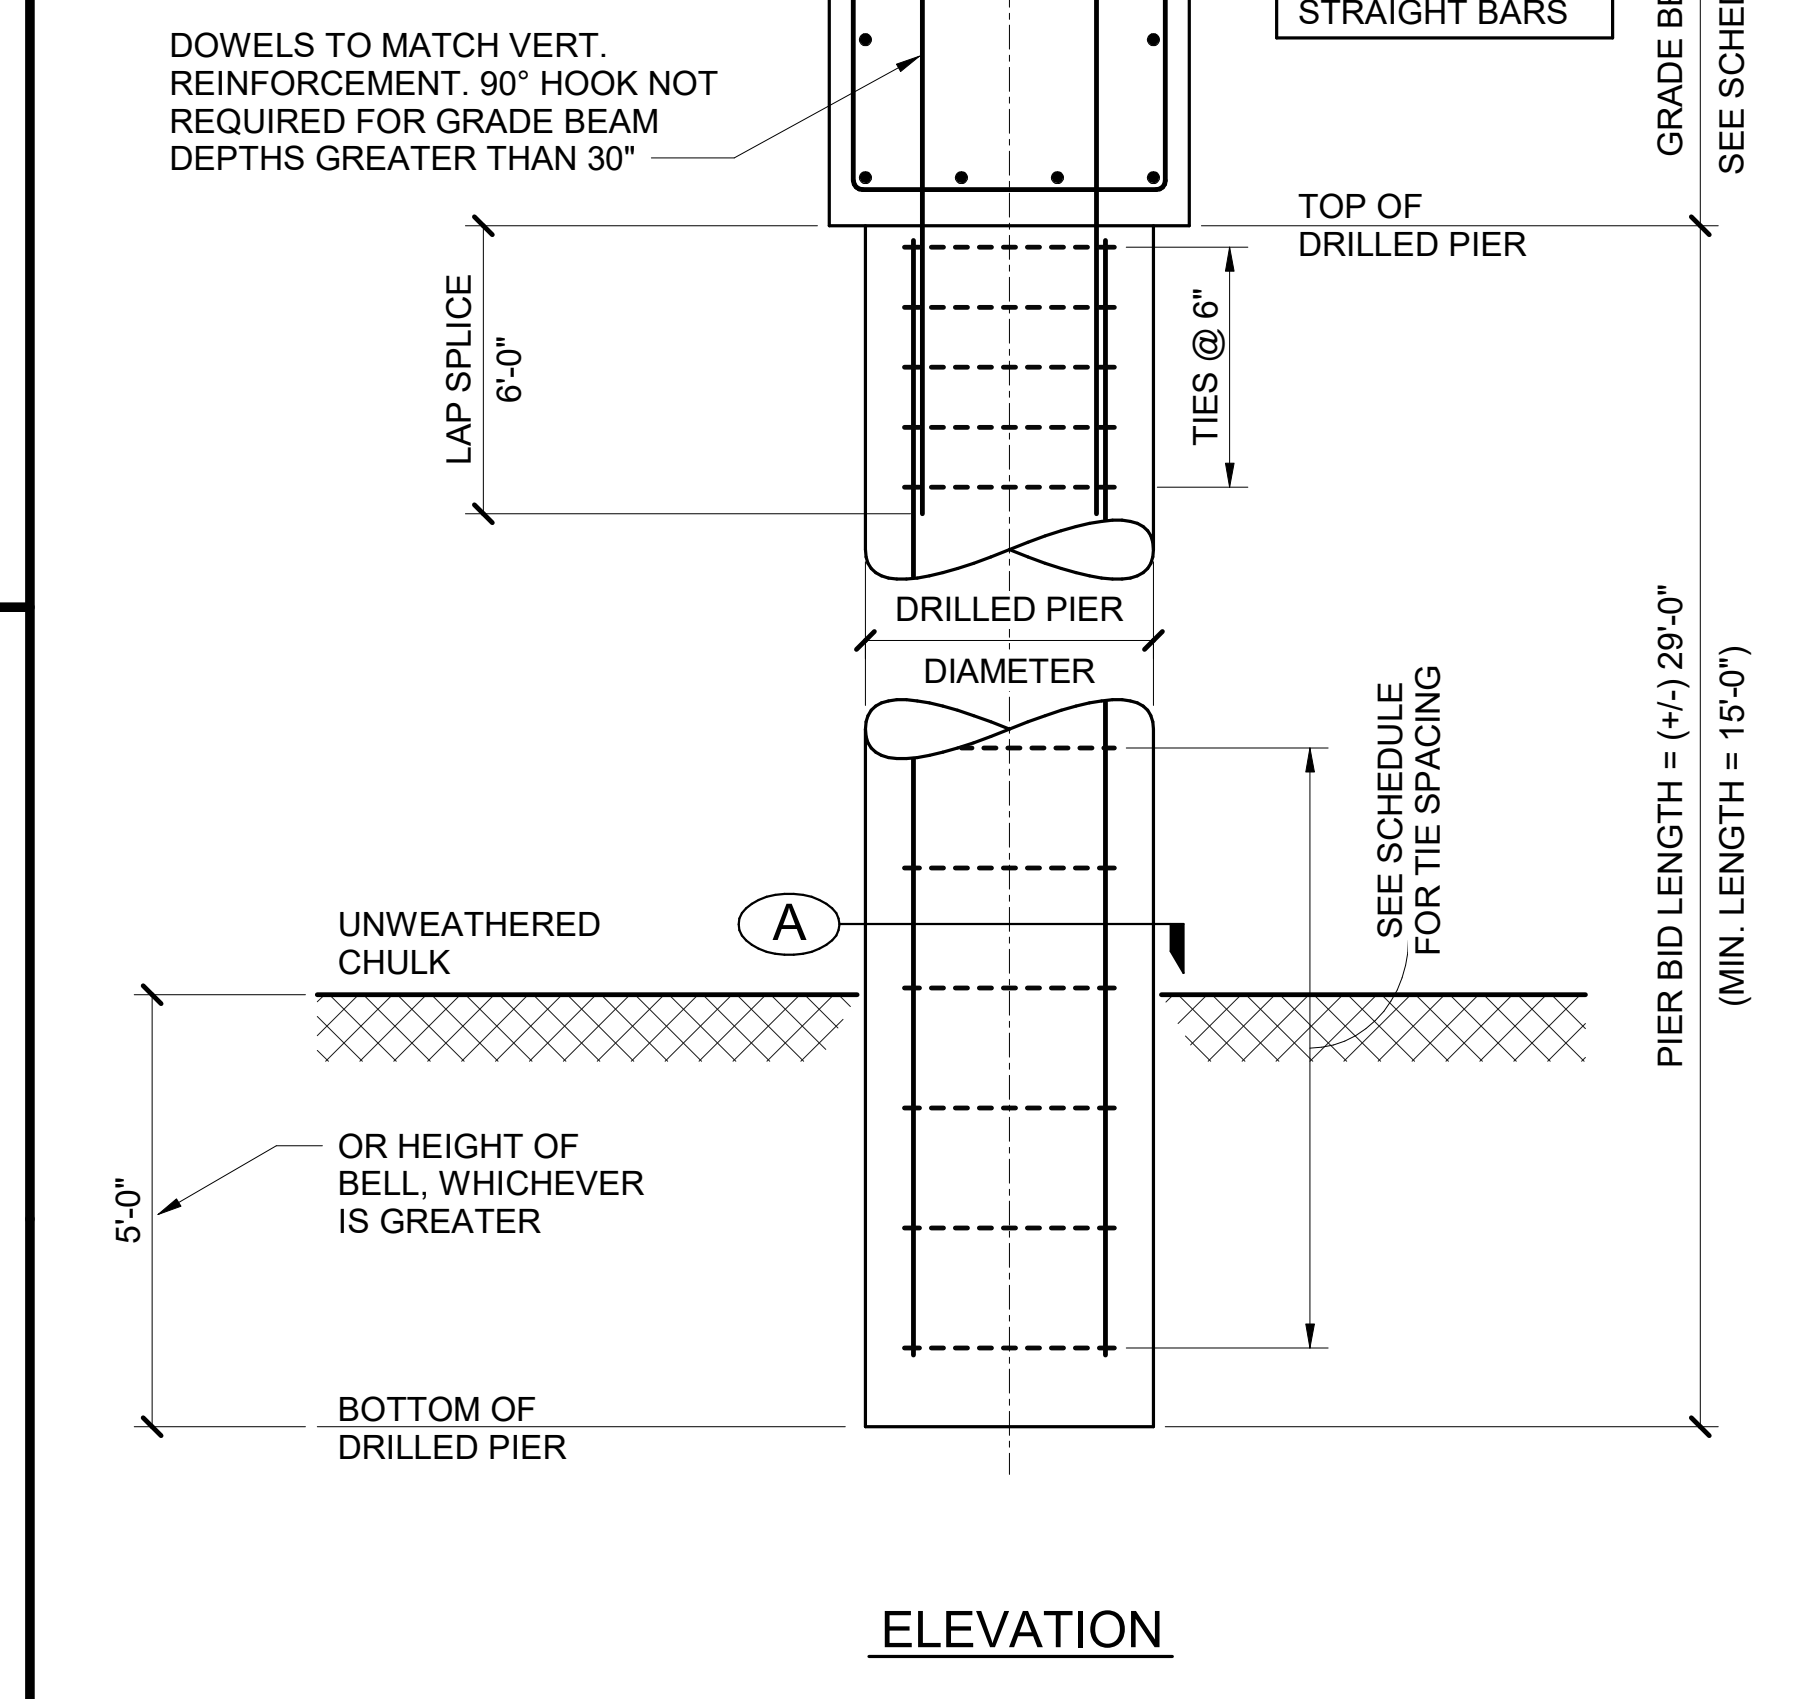 STRAIGHT BARS
GRADE BE
SEE SCHED
DOWELS TO MATCH VERT.
REINFORCEMENT. 90° HOOK NOT
REQUIRED FOR GRADE BEAM
DEPTHS GREATER THAN 30"
TOP OF
DRILLED PIER
LAP SPLICE
6'-0"
TIES @ 6"
DRILLED PIER
DIAMETER
SEE SCHEDULE
FOR TIE SPACING
PIER BID LENGTH = (+/-) 29'-0"
(MIN. LENGTH = 15'-0")
A
UNWEATHERED
CHULK
5'-0"
OR HEIGHT OF
BELL, WHICHEVER
IS GREATER
BOTTOM OF
DRILLED PIER
ELEVATION